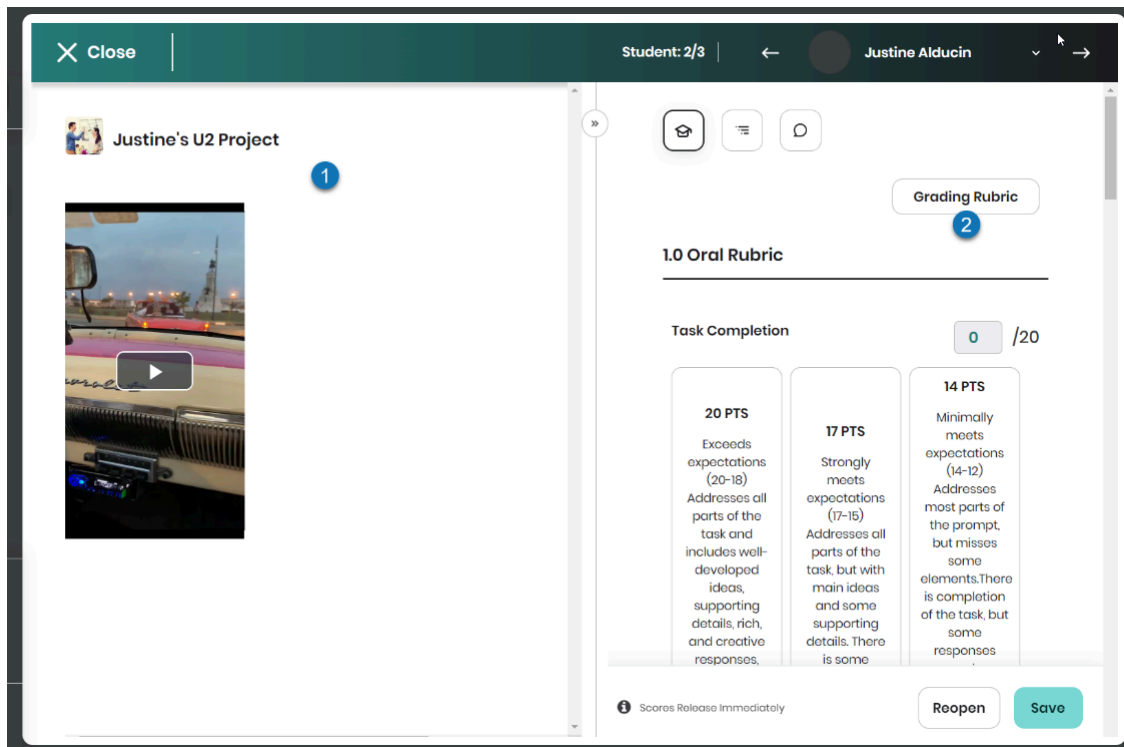 Close
Student: 2/3
Justine Alducin
Justine's U2 Project
1
Grading Rubric
2
1.0 Oral Rubric
Task Completion
0 /20
20 PTS
Exceeds
expectations
(20-18)
Addresses all
parts of the
task and
includes well-
developed
ideas,
supporting
details, rich,
and creative
responses,
17 PTS
Strongly
meets
expectations
(17-15)
Addresses all
parts of the
task, but with
main ideas
and some
supporting
details. There
is some
14 PTS
Minimally
meets
expectations
(14-12)
Addresses
most parts of
the prompt,
but misses
some
elements.There
is completion
of the task, but
some
responses
Scores Release Immediately
Reopen
Save